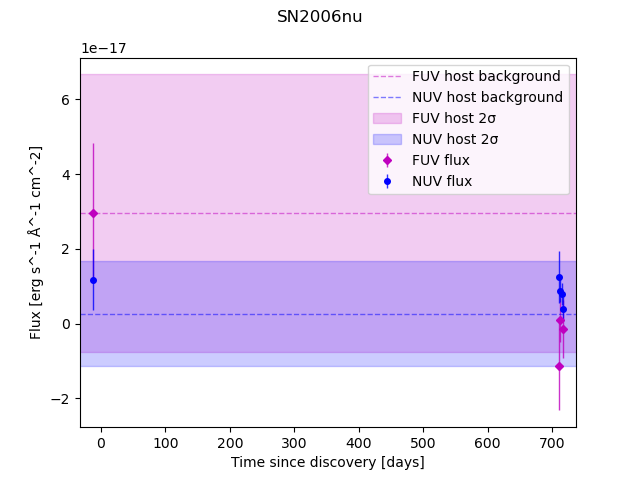 SN2006nu
1e−17
FUV host background
NUV host background
FUV host 2σ
NUV host 2σ
FUV flux
NUV flux
6
4
2
0
−2
Flux [erg s^-1 Å^-1 cm^-2]
0 100 200 300 400 500 600 700
Time since discovery [days]